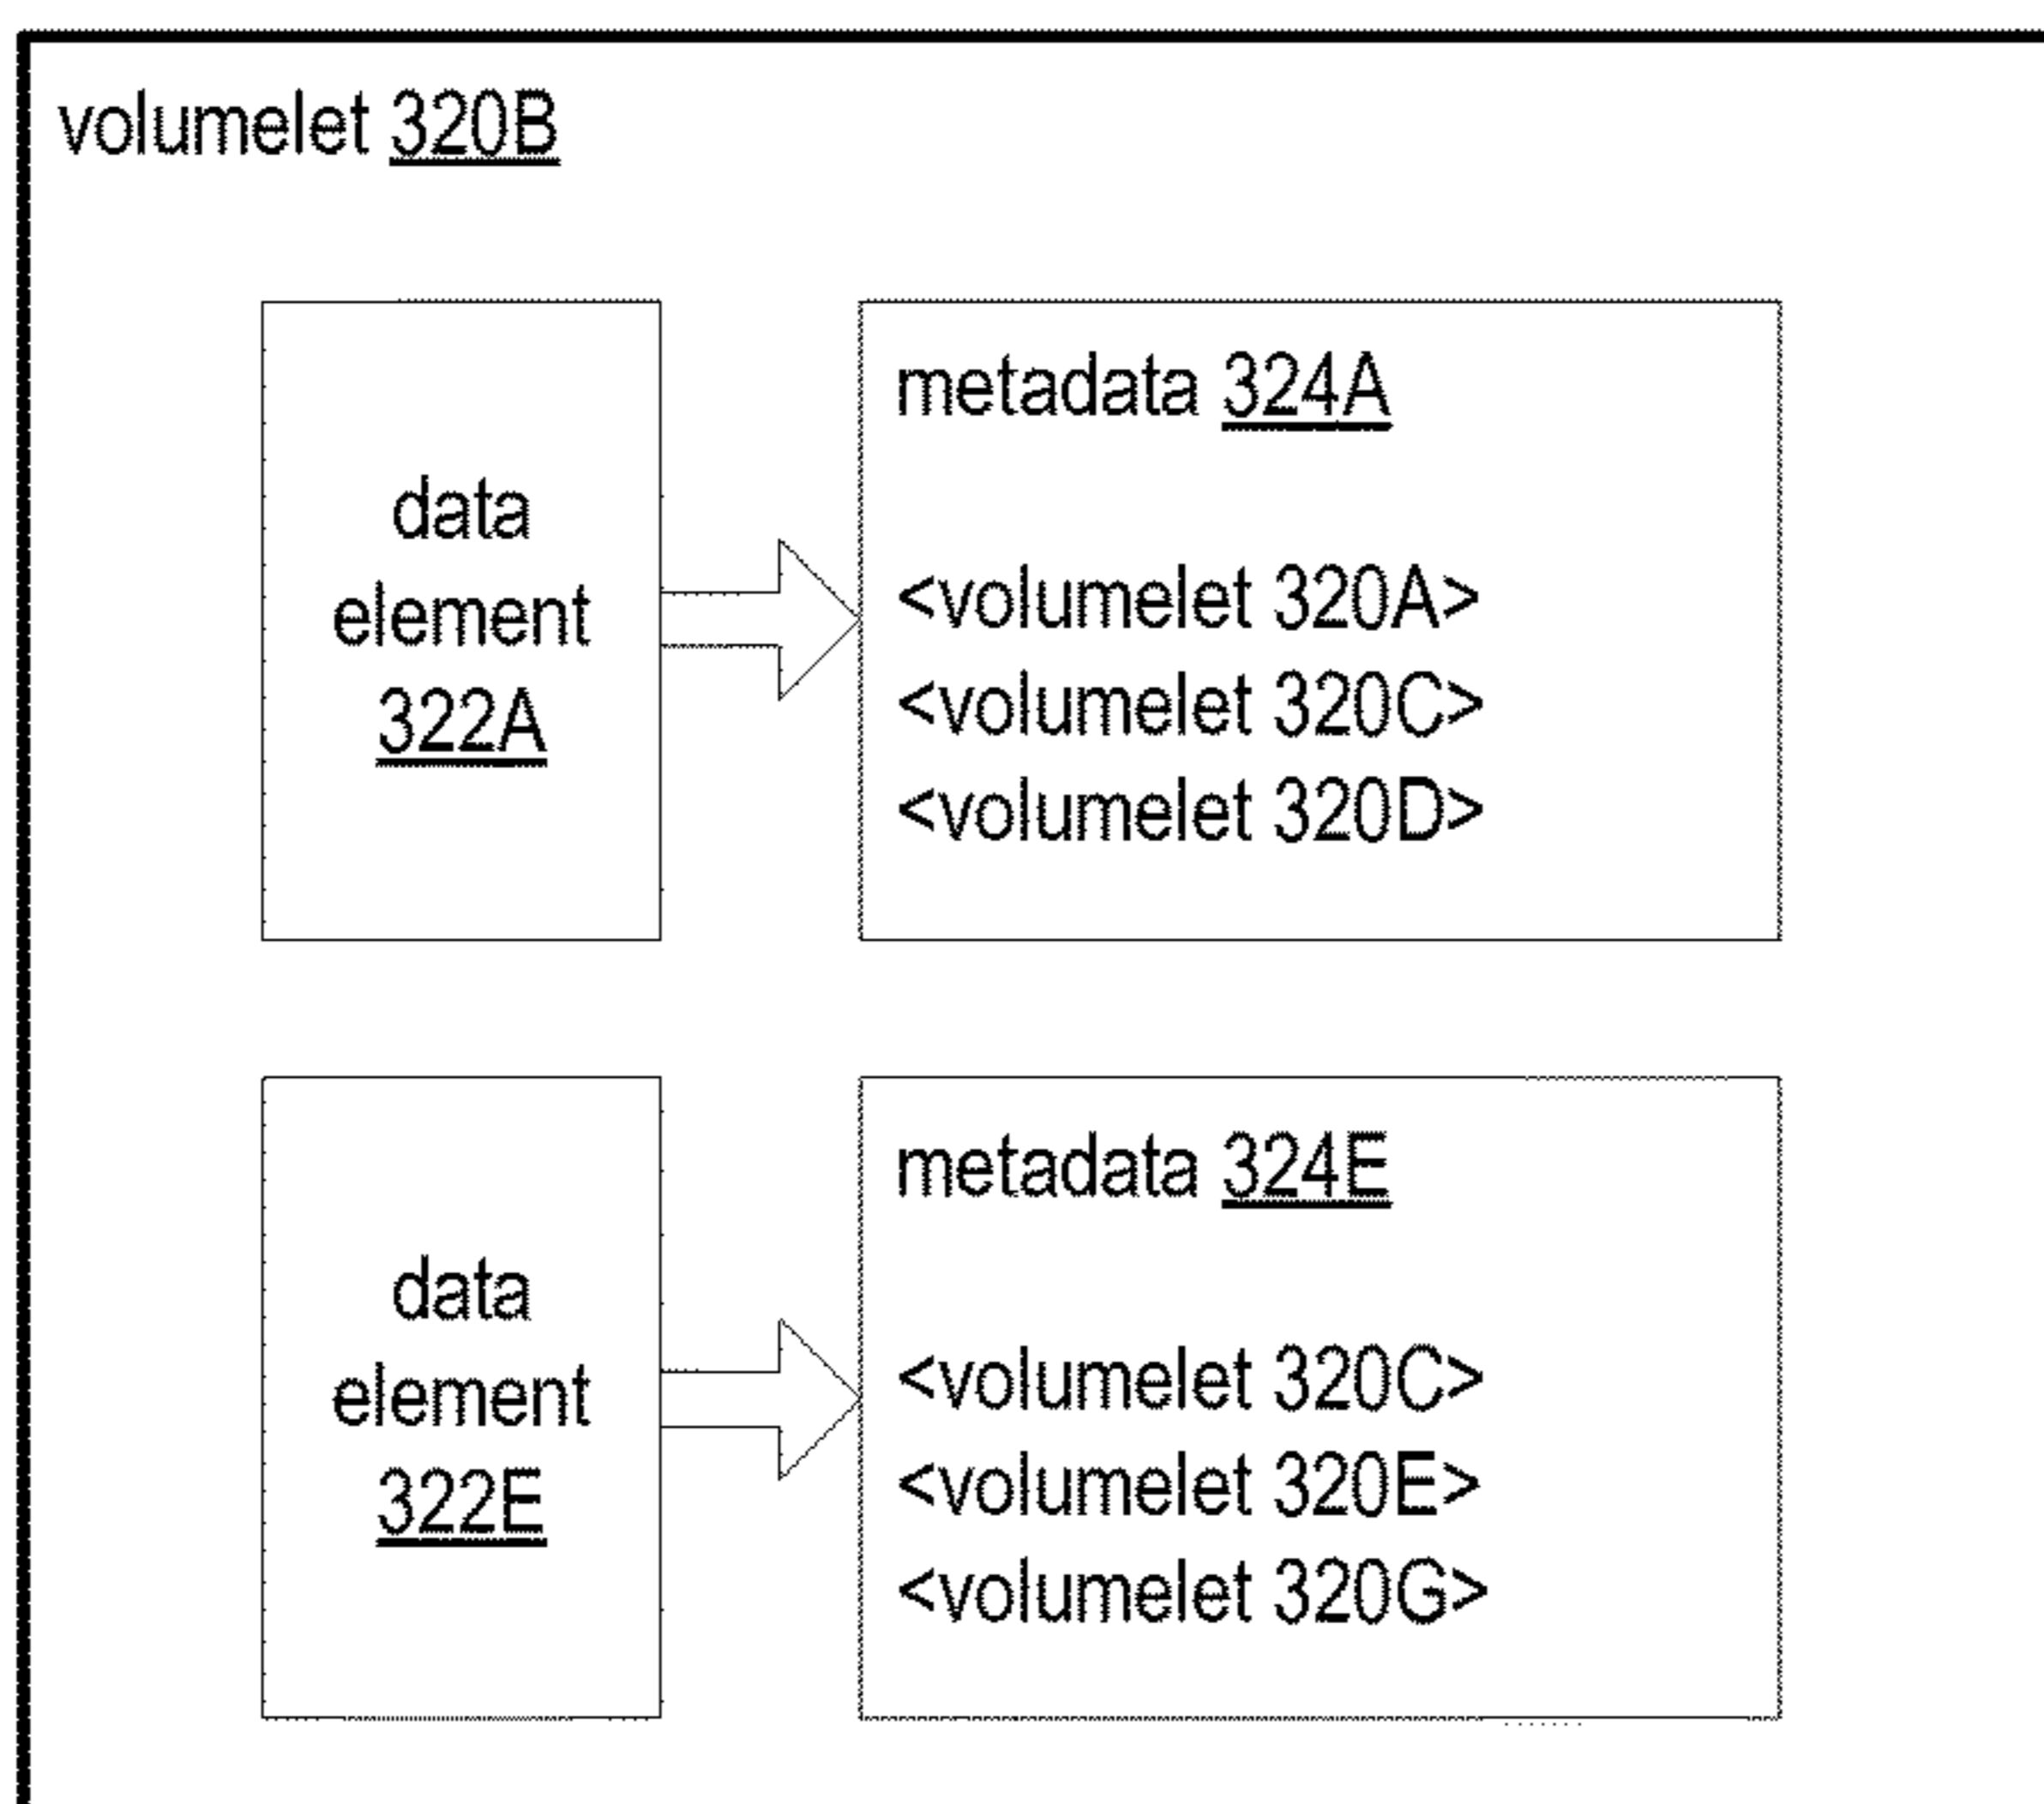 volumelet 320B
data
element
322A
metadata 324A
<volumelet 320A>
<volumelet 320C>
<volumelet 320D>
data
element
322E
metadata 324E
<volumelet 320C>
<volumelet 320E>
<volumelet 320G>